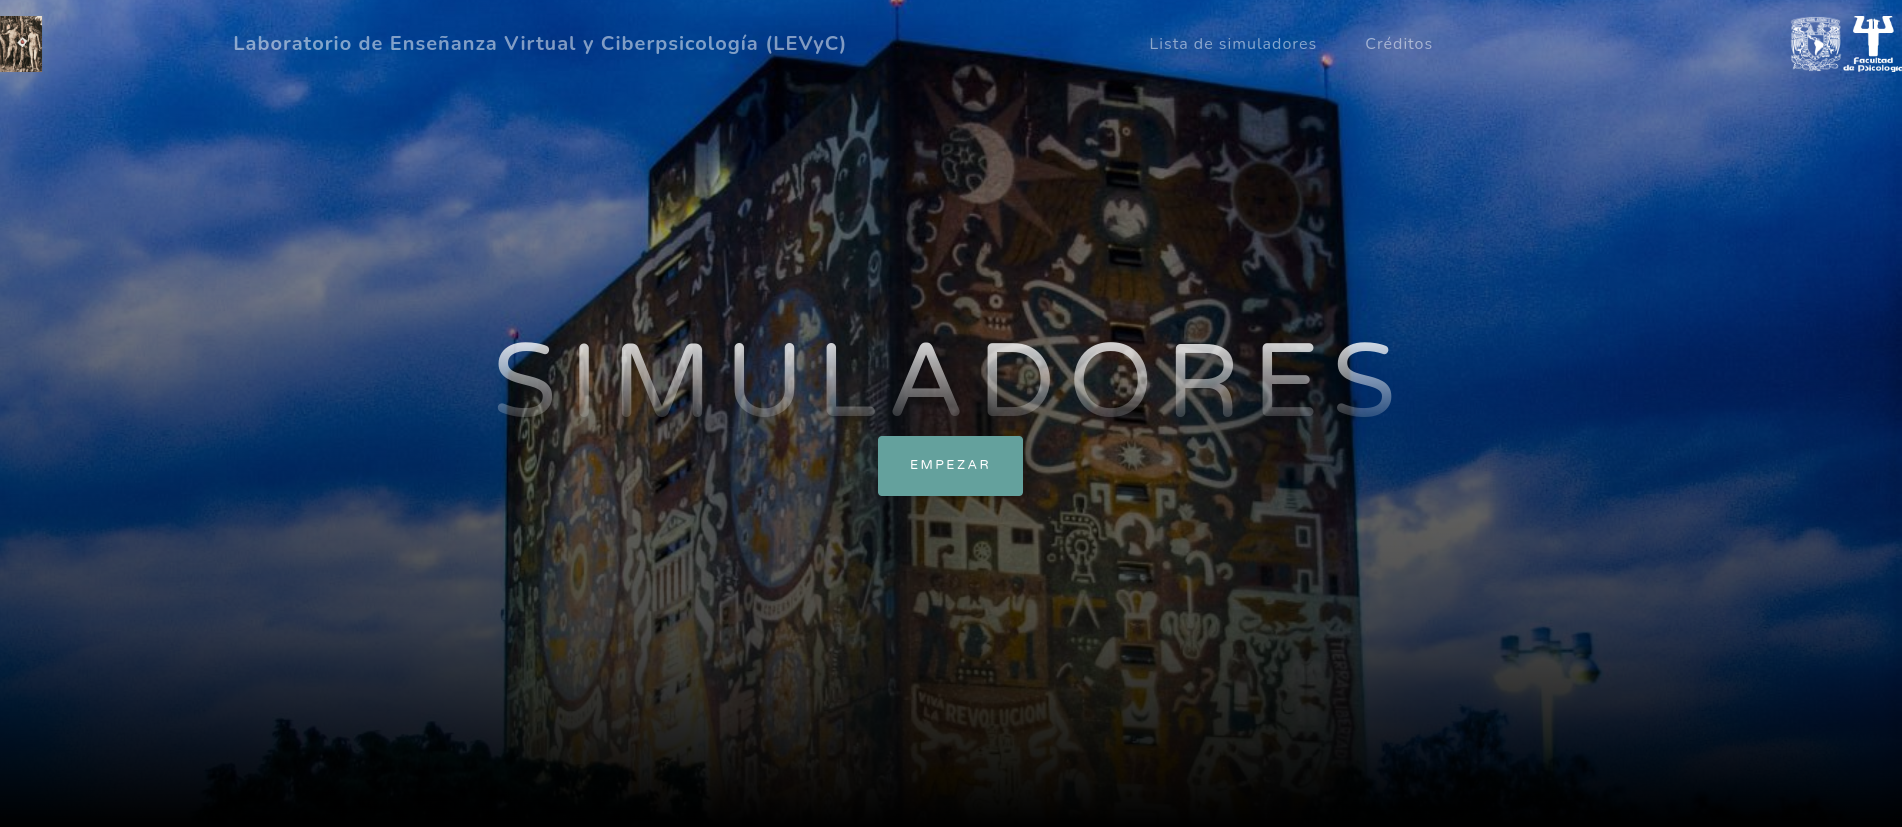 Laboratorio de Enseñanza Virtual y Ciberpsicología (LEVyC)
Lista de simuladores
Créditos
Facultad
de Psicología
SIMULADORES
EMPEZAR
VIVA
LA REVOLUCION